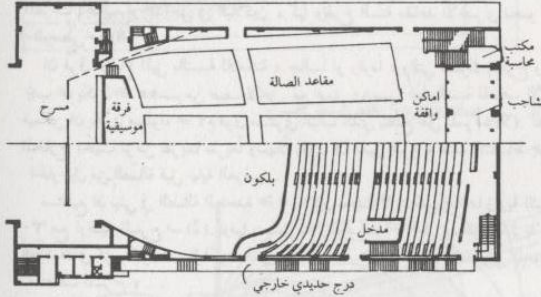 مكتب
محاسبة
مقاعد الصالة
اماكن
واقفة
شاجب
فرقة
موسيقية
مسرح
بلكون
مدخل
درج حديدي خارجي